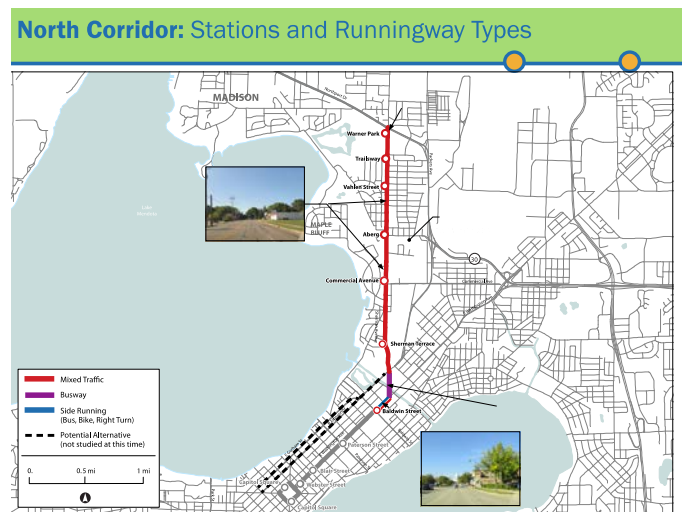 North Corridor: Stations and Runningway Types
MADISON
Northport Dr
Warner Park
Trailsway
Vahlen Street
MAPLE
BLUFF
Aberg
30
Commercial Avenue
Sherman Terrace
Baldwin Street
Paterson Street
Blair Street
Capitol Square
Webster Street
Capitol Square
Mixed Traffic
Busway
Side Running
(Bus, Bike, Right Turn)
Potential Alternative
(not studied at this time)
0.
0.5 mi
1 mi